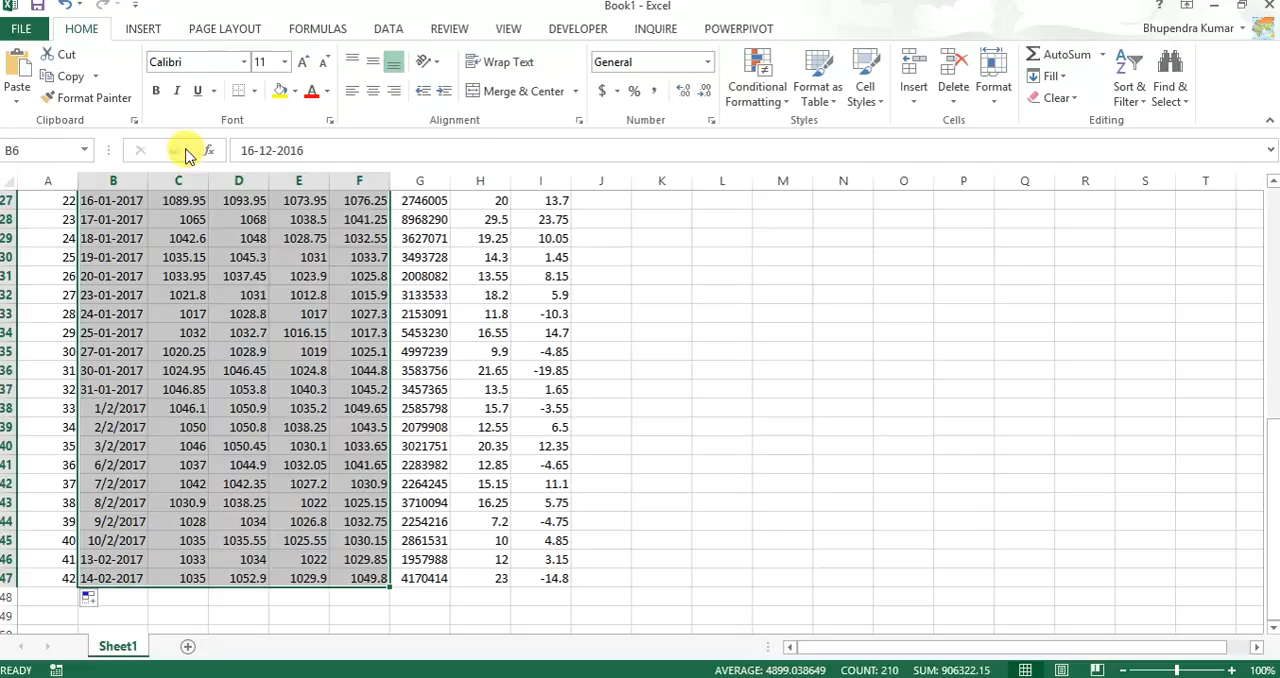 Book1 - Excel
FILE HOME INSERT PAGE LAYOUT FORMULAS DATA REVIEW VIEW DEVELOPER INQUIRE POWERPIVOT Bhupendra Kumar
Paste Cut Copy Format Painter Clipboard
Calibri 11 B I U A Font
Wrap Text Merge & Center Alignment
General $ % , Number
Conditional Formatting Format as Table Cell Styles Styles
Insert Delete Format Cells
AutoSum Fill Clear Sort & Filter Find & Select Editing
B6 fx 16-12-2016
A B C D E F G H I J K L M N O P Q R S T
27 22 16-01-2017 1089.95 1093.95 1073.95 1076.25 2746005 20 13.7
28 23 17-01-2017 1065 1068 1038.5 1041.25 8968290 29.5 23.75
29 24 18-01-2017 1042.6 1048 1028.75 1032.55 3627071 19.25 10.05
30 25 19-01-2017 1035.15 1045.3 1031 1033.7 3493728 14.3 1.45
31 26 20-01-2017 1033.95 1037.45 1023.9 1025.8 2008082 13.55 8.15
32 27 23-01-2017 1021.8 1031 1012.8 1015.9 3133533 18.2 5.9
33 28 24-01-2017 1017 1028.8 1017 1027.3 2153091 11.8 -10.3
34 29 25-01-2017 1032 1032.7 1016.15 1017.3 5453230 16.55 14.7
35 30 27-01-2017 1020.25 1028.9 1019 1025.1 4997239 9.9 -4.85
36 31 30-01-2017 1024.95 1046.45 1024.8 1044.8 3583756 21.65 -19.85
37 32 31-01-2017 1046.85 1053.8 1040.3 1045.2 3457365 13.5 1.65
38 33 1/2/2017 1046.1 1050.9 1035.2 1049.65 2585798 15.7 -3.55
39 34 2/2/2017 1050 1050.8 1038.25 1043.5 2079908 12.55 6.5
40 35 3/2/2017 1046 1050.45 1030.1 1033.65 3021751 20.35 12.35
41 36 6/2/2017 1037 1044.9 1032.05 1041.65 2283982 12.85 -4.65
42 37 7/2/2017 1042 1042.35 1027.2 1030.9 2264245 15.15 11.1
43 38 8/2/2017 1030.9 1038.25 1022 1025.15 3710094 16.25 5.75
44 39 9/2/2017 1028 1034 1026.8 1032.75 2254216 7.2 -4.75
45 40 10/2/2017 1035 1035.55 1025.55 1030.15 2861531 10 4.85
46 41 13-02-2017 1033 1034 1022 1029.85 1957988 12 3.15
47 42 14-02-2017 1035 1052.9 1029.9 1049.8 4170414 23 -14.8
48
49
Sheet1
READY AVERAGE: 4899.038649 COUNT: 210 SUM: 906322.15 100%